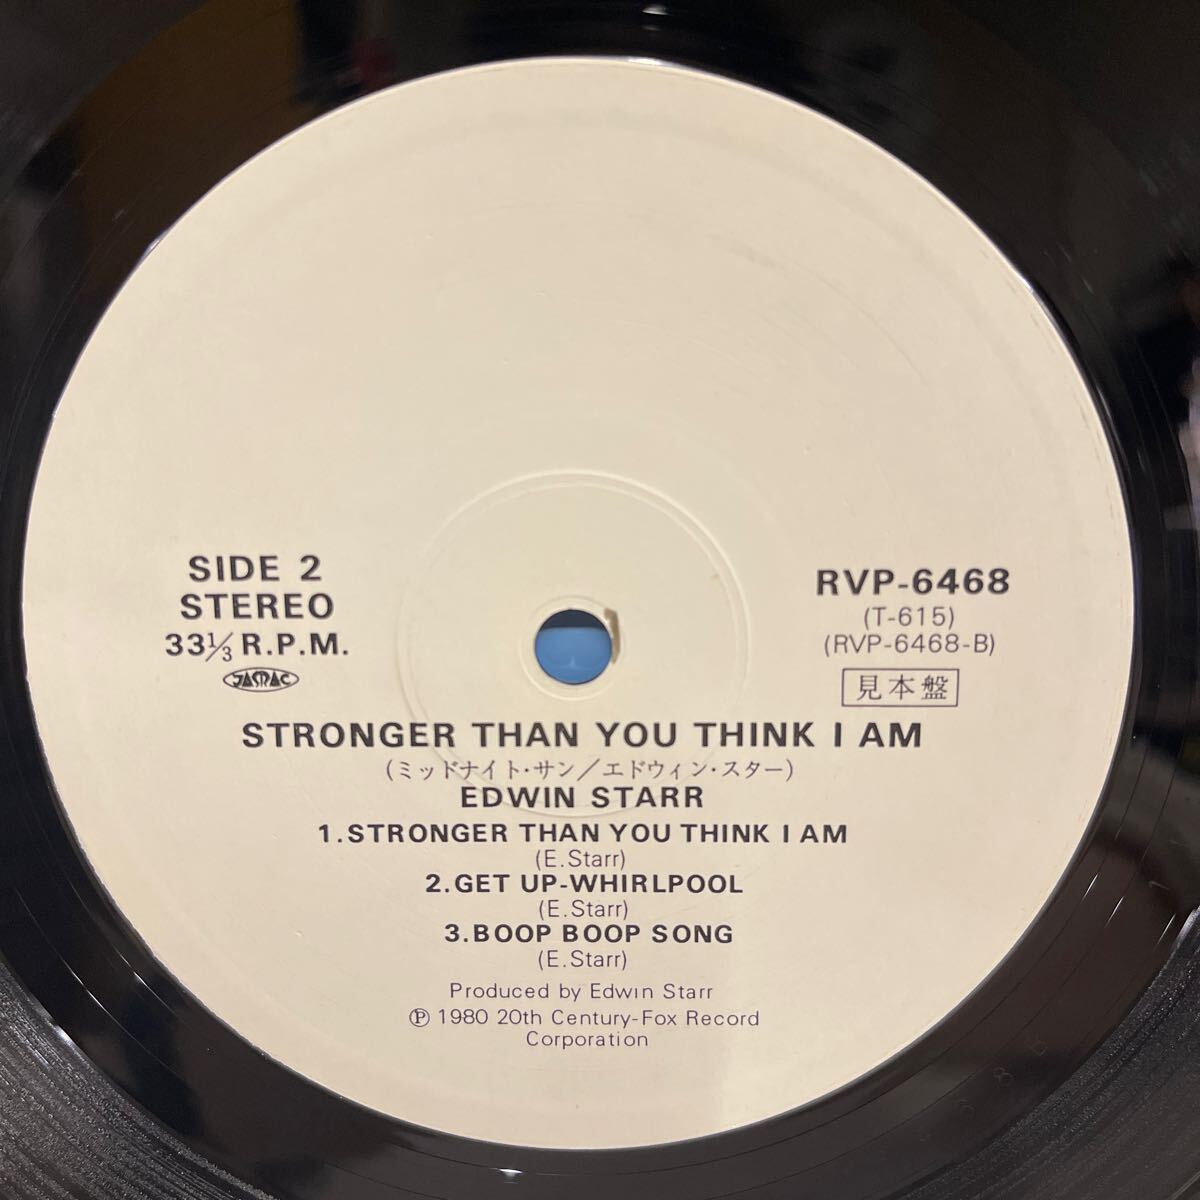 SIDE 2
STEREO
33⅓ R.P.M.
JASRAC
RVP-6468
(T-615)
(RVP-6468-B)
見本盤
STRONGER THAN YOU THINK I AM
(ミッドナイト・サン/エドウィン・スター)
EDWIN STARR
1.STRONGER THAN YOU THINK I AM
(E.Starr)
2.GET UP-WHIRLPOOL
(E.Starr)
3.BOOP BOOP SONG
(E.Starr)
Produced by Edwin Starr
Ⓟ 1980 20th Century-Fox Record
Corporation